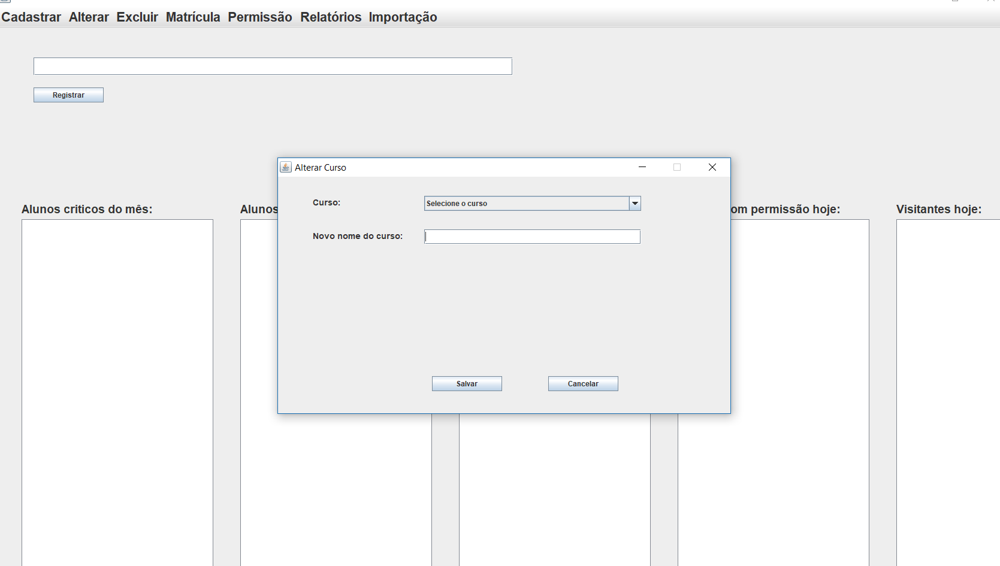 Cadastrar Alterar Excluir Matrícula Permissão Relatórios Importação
Registrar
Alterar Curso
Curso: Selecione o curso
Novo nome do curso:
Salvar Cancelar
Alunos criticos do mês: Alunos om permissão hoje: Visitantes hoje: